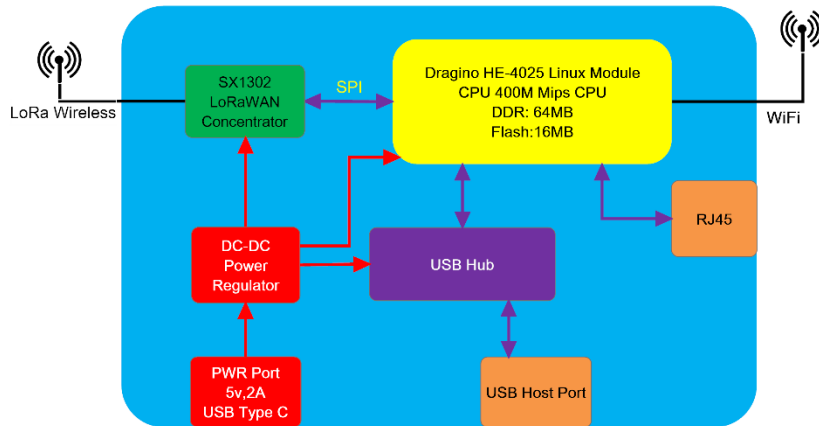 Dragino HE-4025 Linux Module
CPU 400M Mips CPU
DDR: 64MB
Flash:16MB
SX1302
LoRaWAN
Concentrator
SPI
LoRa Wireless
WiFi
RJ45
DC-DC
Power
Regulator
USB Hub
PWR Port
5v,2A
USB Type C
USB Host Port